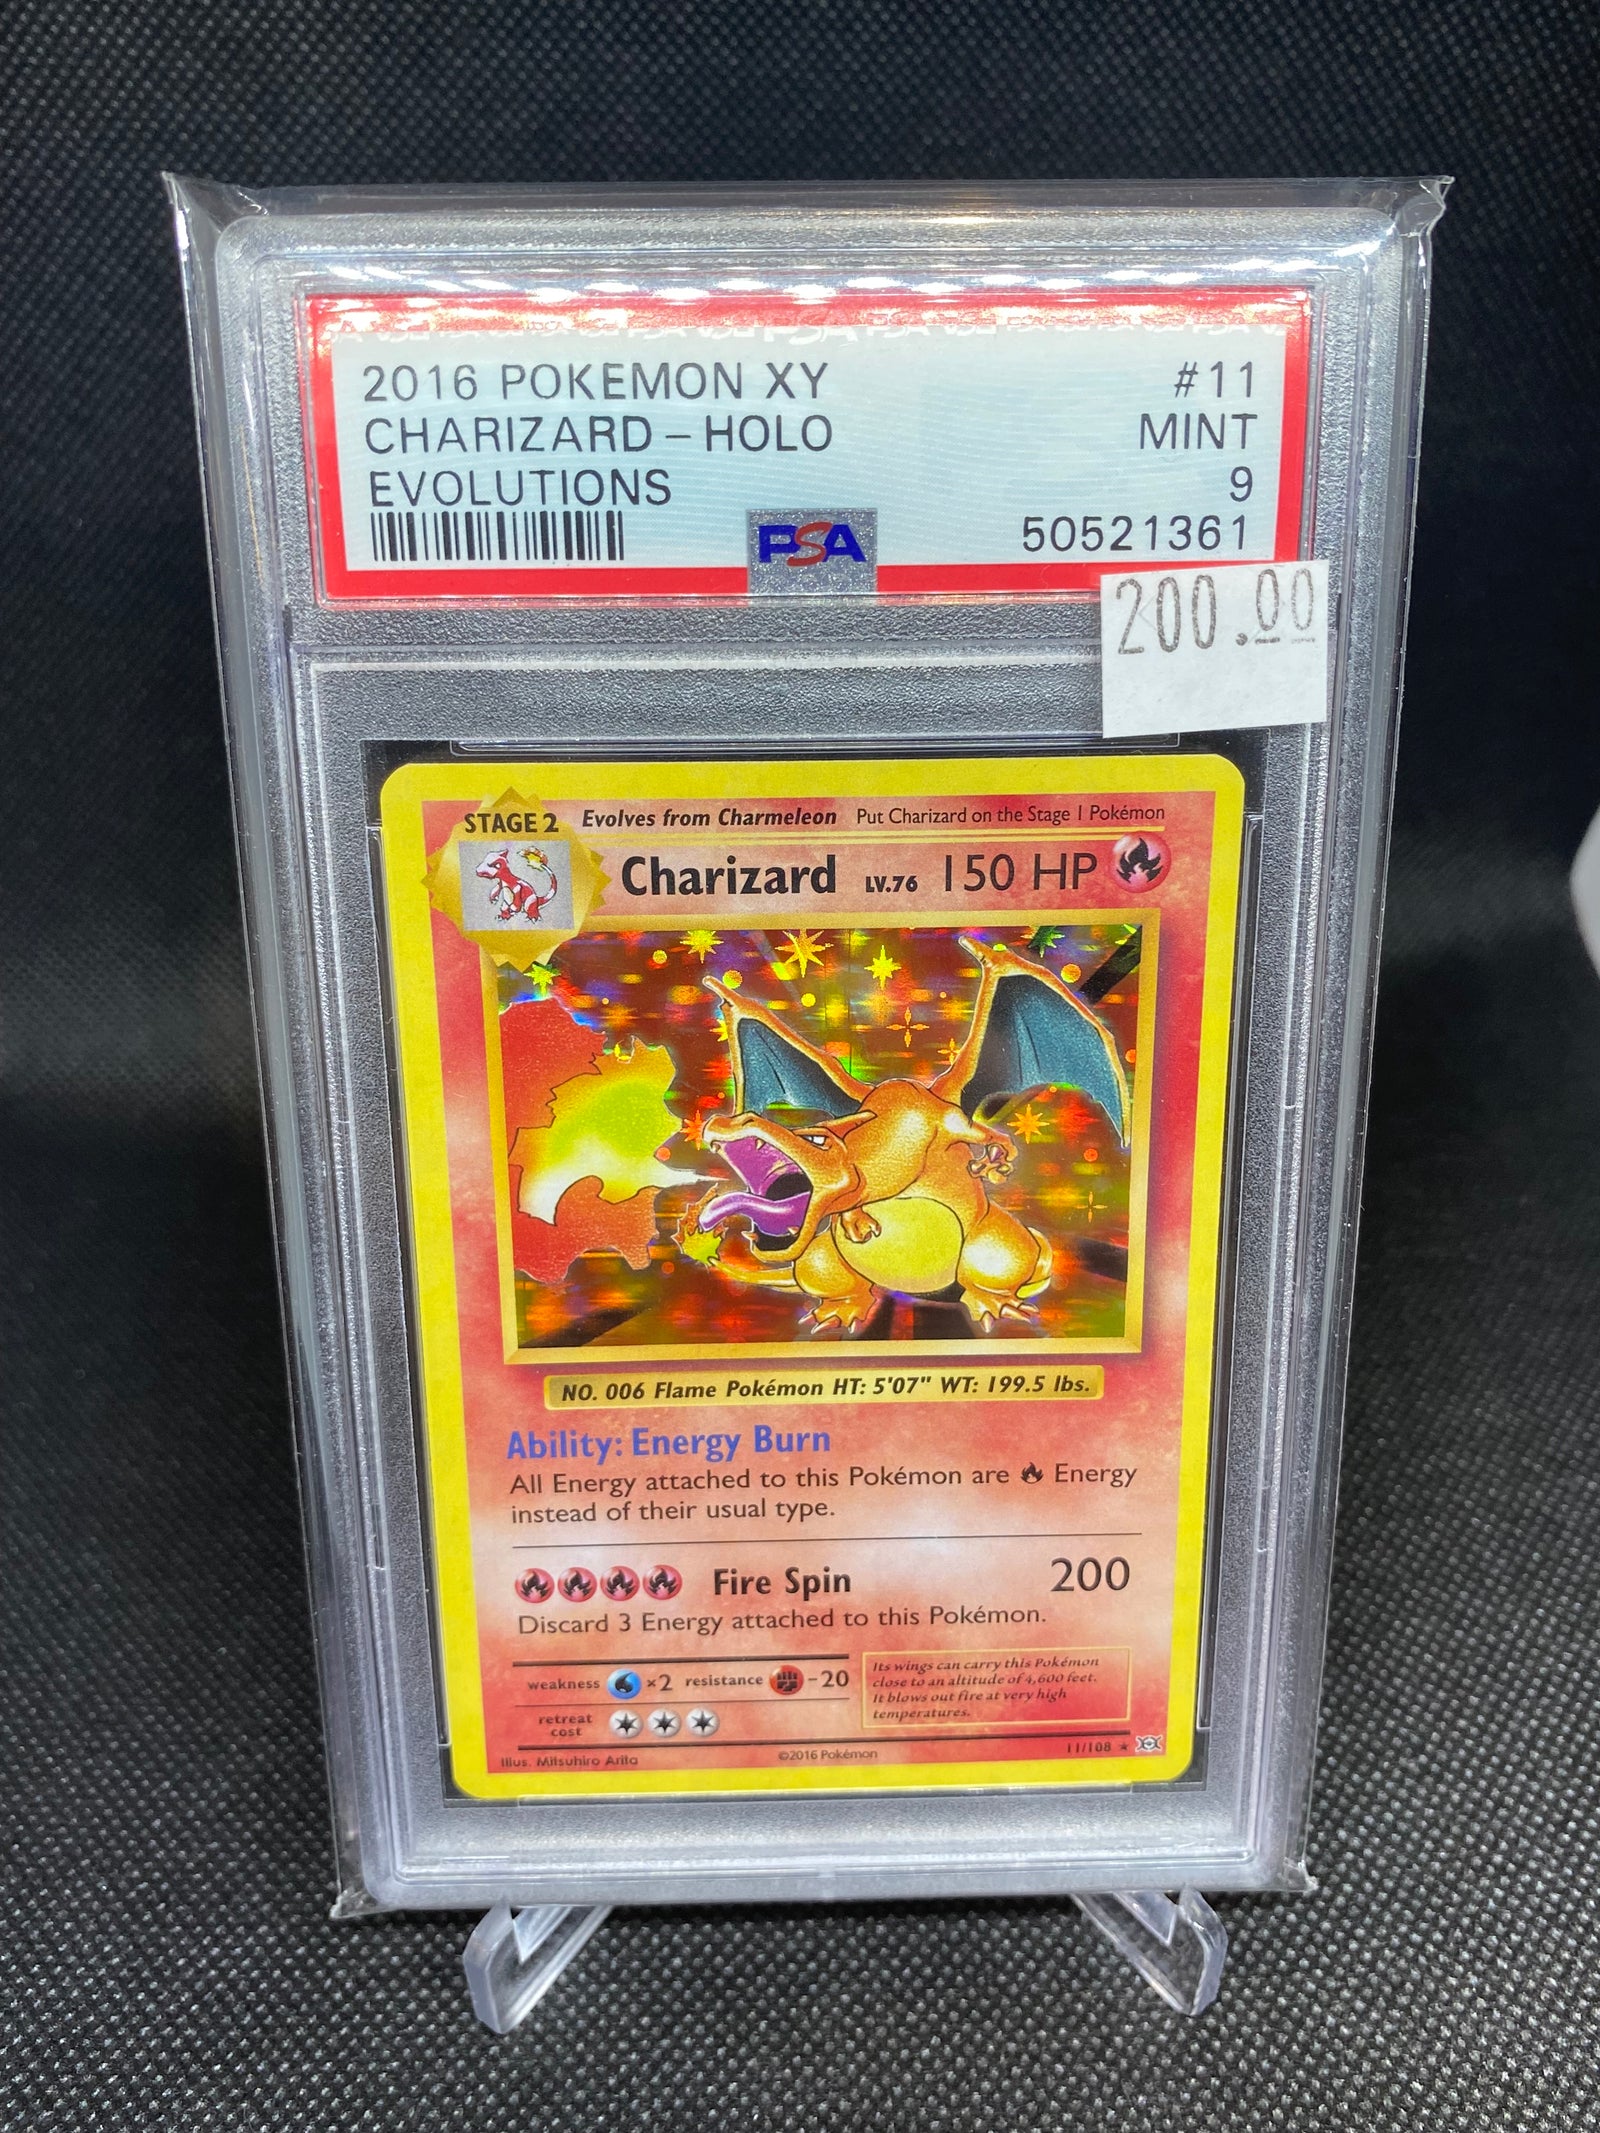 2016 POKEMON XY #11
CHARIZARD - HOLO MINT
EVOLUTIONS 9
PSA 50521361
200.00
STAGE 2 Evolves from Charmeleon Put Charizard on the Stage 1 Pokémon
Charizard LV.76 150 HP
NO. 006 Flame Pokémon HT: 5'07" WT: 199.5 lbs.
Ability: Energy Burn
All Energy attached to this Pokémon are Energy
instead of their usual type.
Fire Spin 200
Discard 3 Energy attached to this Pokémon.
weakness ×2 resistance -20
retreat
cost
Its wings can carry this Pokémon
close to an altitude of 4,600 feet.
It blows out fire at very high
temperatures.
Illus. Mitsuhiro Arita ©2016 Pokémon 11/108 ★